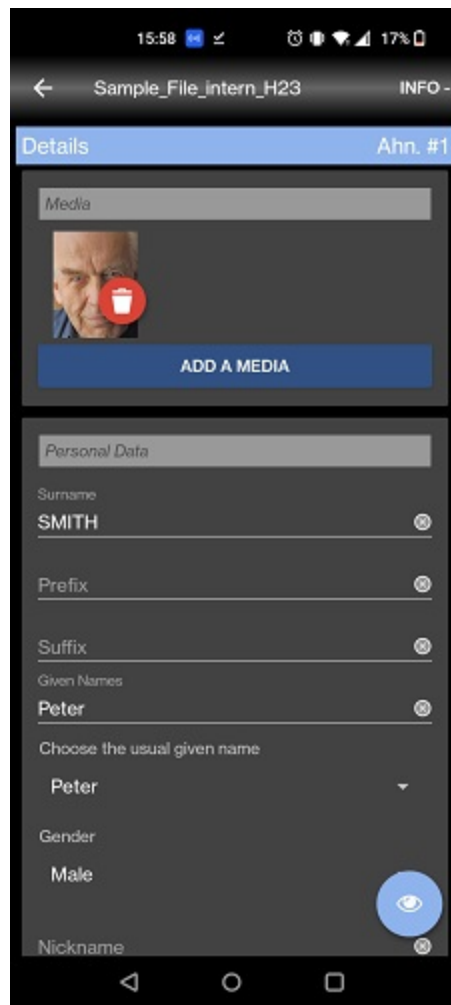 15:58 17%
Sample_File_intern_H23 INFO -
Details Ahn. #1
Media
ADD A MEDIA
Personal Data
Surname
SMITH
Prefix
Suffix
Given Names
Peter
Choose the usual given name
Peter
Gender
Male
Nickname